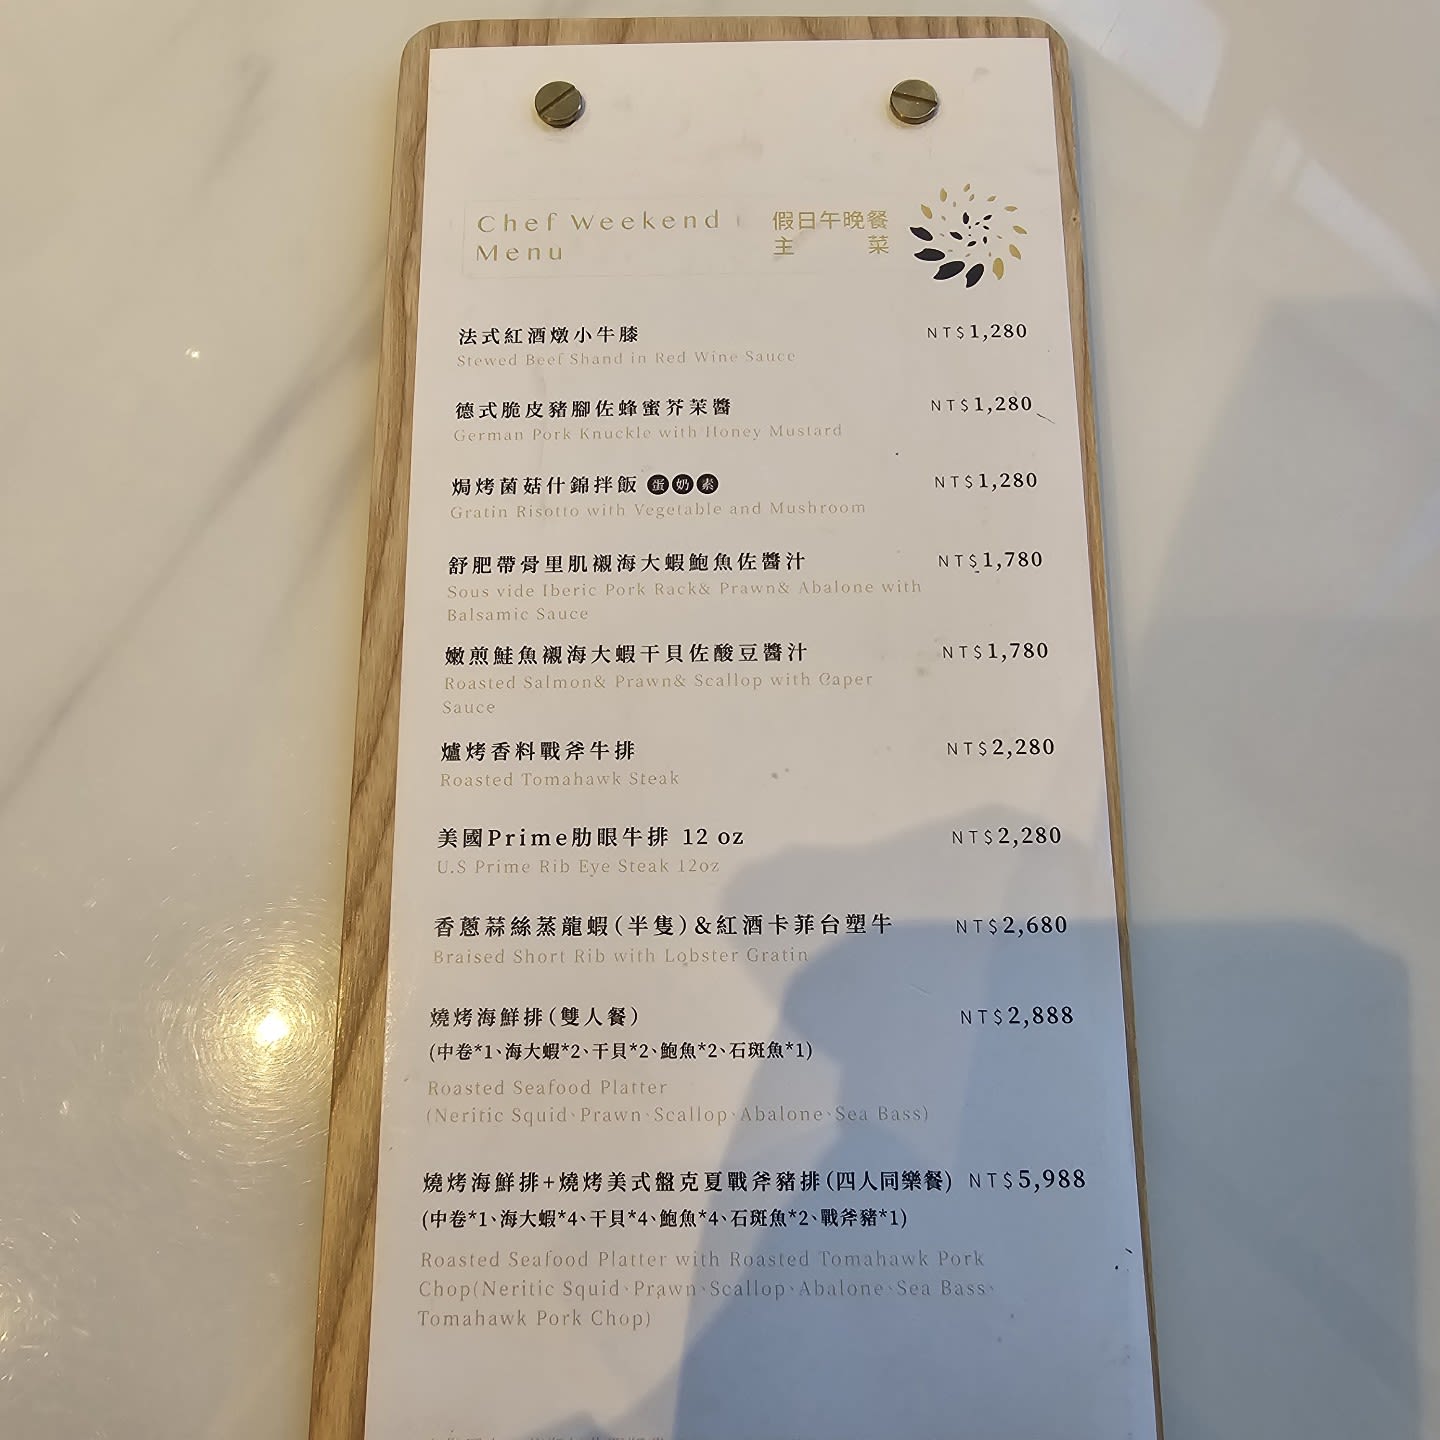 Chef Weekend
Menu
假日午晚餐
主菜
法式紅酒燉小牛膝 NT$1,280
Stewed Beef Shand in Red Wine Sauce
德式脆皮豬腳佐蜂蜜芥茉醬 NT$1,280
German Pork Knuckle with Honey Mustard
焗烤菌菇什錦拌飯 蛋奶素 NT$1,280
Gratin Risotto with Vegetable and Mushroom
舒肥帶骨里肌襯海大蝦鮑魚佐醬汁 NT$1,780
Sous vide Iberic Pork Rack& Prawn& Abalone with
Balsamic Sauce
嫩煎鮭魚襯海大蝦干貝佐酸豆醬汁 NT$1,780
Roasted Salmon& Prawn& Scallop with Caper
Sauce
爐烤香料戰斧牛排 NT$2,280
Roasted Tomahawk Steak
美國Prime肋眼牛排 12 oz NT$2,280
U.S Prime Rib Eye Steak 12oz
香蔥蒜絲蒸龍蝦(半隻)&紅酒卡菲台塑牛 NT$2,680
Braised Short Rib with Lobster Gratin
燒烤海鮮排(雙人餐) NT$2,888
(中卷*1、海大蝦*2、干貝*2、鮑魚*2、石斑魚*1)
Roasted Seafood Platter
(Neritic Squid、Prawn、Scallop、Abalone、Sea Bass)
燒烤海鮮排+燒烤美式盤克夏戰斧豬排(四人同樂餐) NT$5,988
(中卷*1、海大蝦*4、干貝*4、鮑魚*4、石斑魚*2、戰斧豬*1)
Roasted Seafood Platter with Roasted Tomahawk Pork
Chop(Neritic Squid、Prawn、Scallop、Abalone、Sea Bass、
Tomahawk Pork Chop)